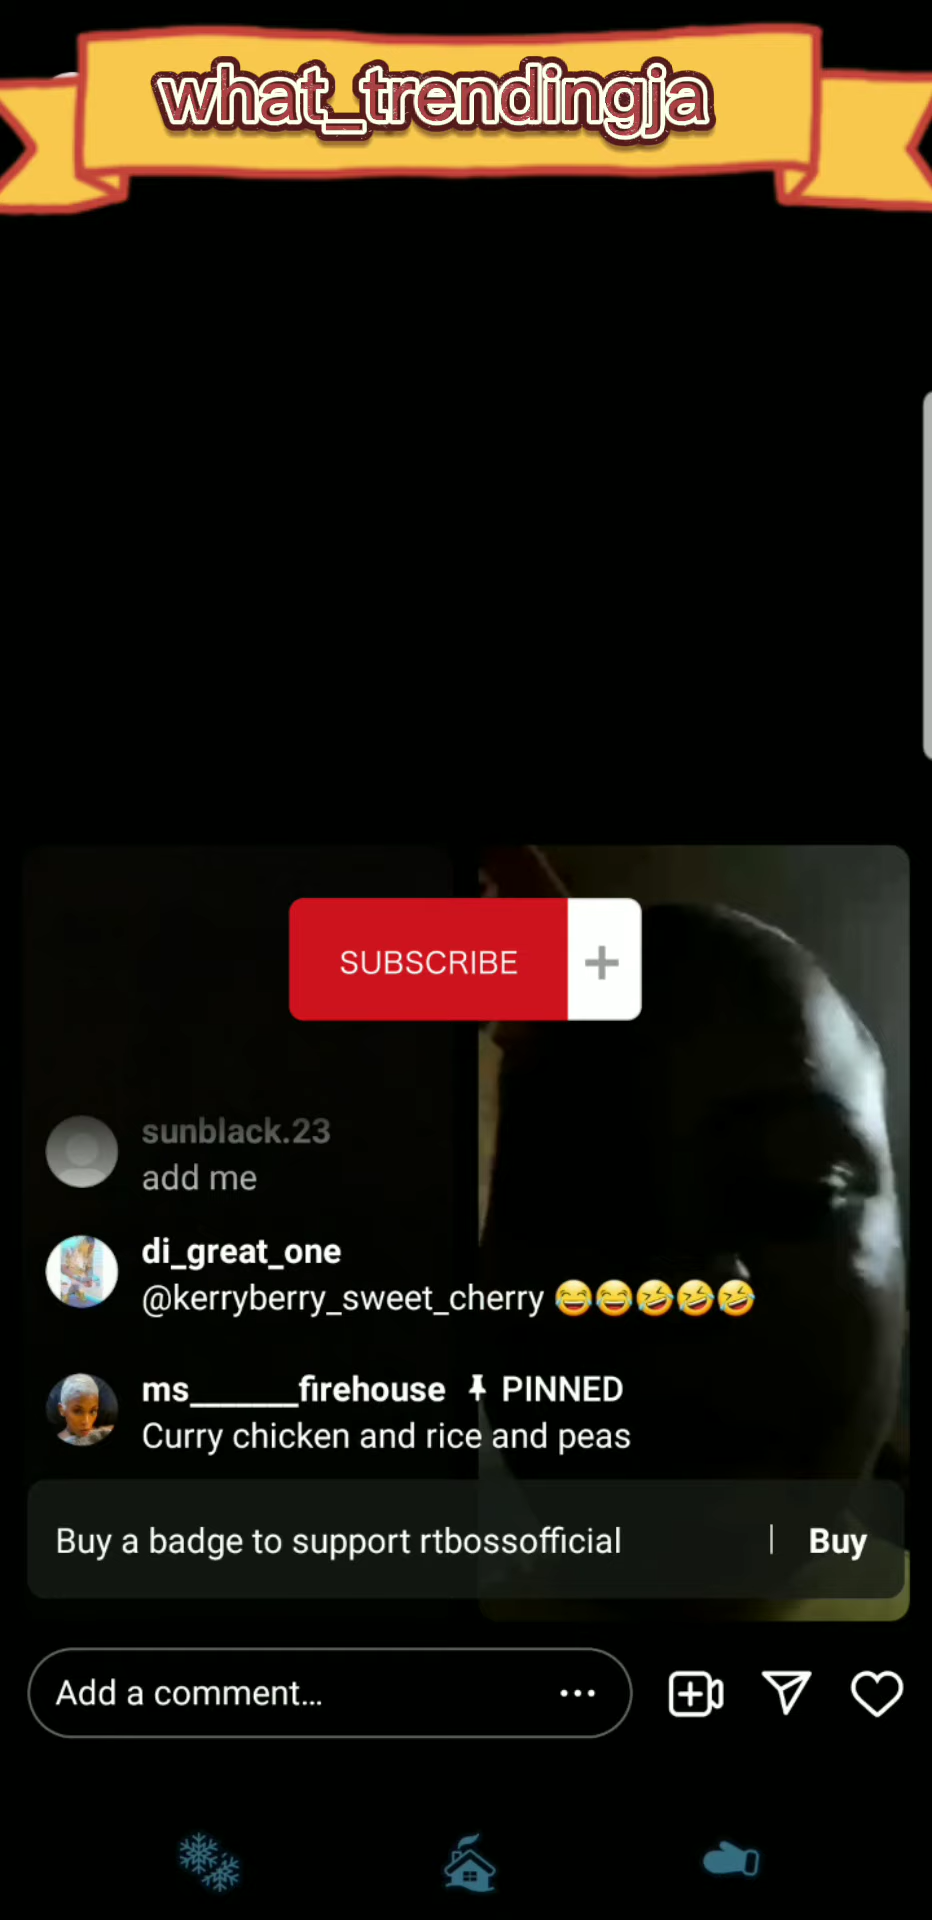 what_trendingja
SUBSCRIBE
sunblack.23
add me
di_great_one
@kerryberry_sweet_cherry 😂😂🤣🤣🤣
ms______firehouse PINNED
Curry chicken and rice and peas
Buy a badge to support rtbossofficial | Buy
Add a comment...